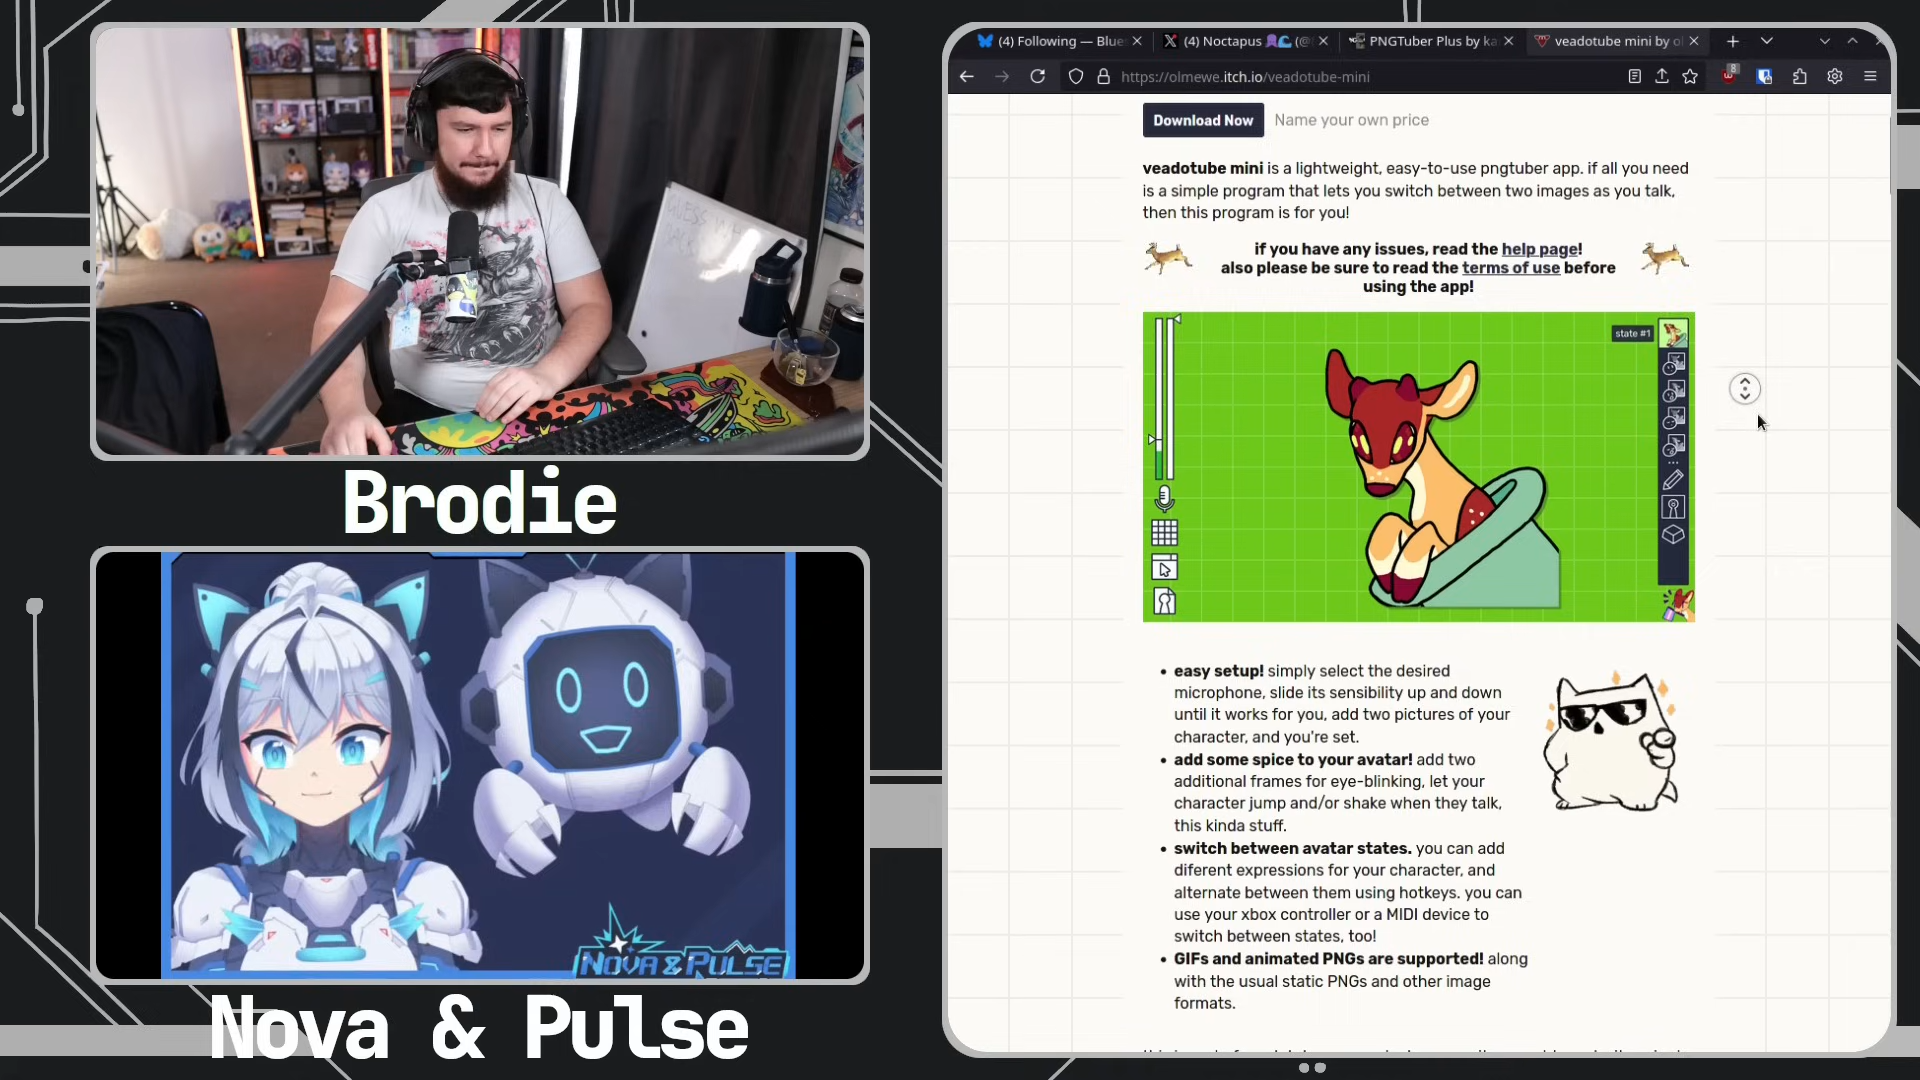 Brodie
NOVA & PULSE
Nova & Pulse
(4) Following — Blue
(4) Noctapus
PNGTuber Plus by ka
veadotube mini by ol
https://olmewe.itch.io/veadotube-mini
8
Download Now
Name your own price
veadotube mini is a lightweight, easy-to-use pngtuber app. if all you need
is a simple program that lets you switch between two images as you talk,
then this program is for you!
if you have any issues, read the help page!
also please be sure to read the terms of use before
using the app!
state #1
• easy setup! simply select the desired
microphone, slide its sensibility up and down
until it works for you, add two pictures of your
character, and you're set.
• add some spice to your avatar! add two
additional frames for eye-blinking, let your
character jump and/or shake when they talk,
this kinda stuff.
• switch between avatar states. you can add
diferent expressions for your character, and
alternate between them using hotkeys. you can
use your xbox controller or a MIDI device to
switch between states, too!
• GIFs and animated PNGs are supported! along
with the usual static PNGs and other image
formats.